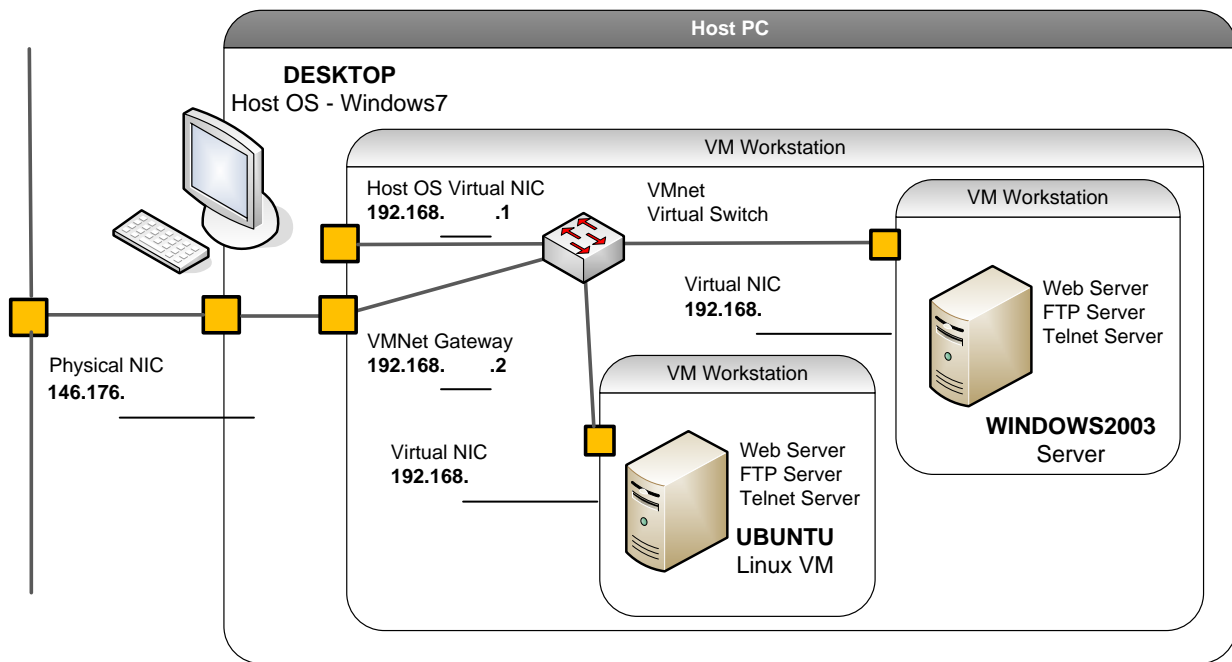 Host PC
DESKTOP
Host OS - Windows7
VM Workstation
Host OS Virtual NIC
192.168. .1
VMnet
Virtual Switch
VM Workstation
Virtual NIC
192.168.
Web Server
FTP Server
Telnet Server
WINDOWS2003
Server
Physical NIC
146.176.
VMNet Gateway
192.168. .2
VM Workstation
Virtual NIC
192.168.
Web Server
FTP Server
Telnet Server
UBUNTU
Linux VM